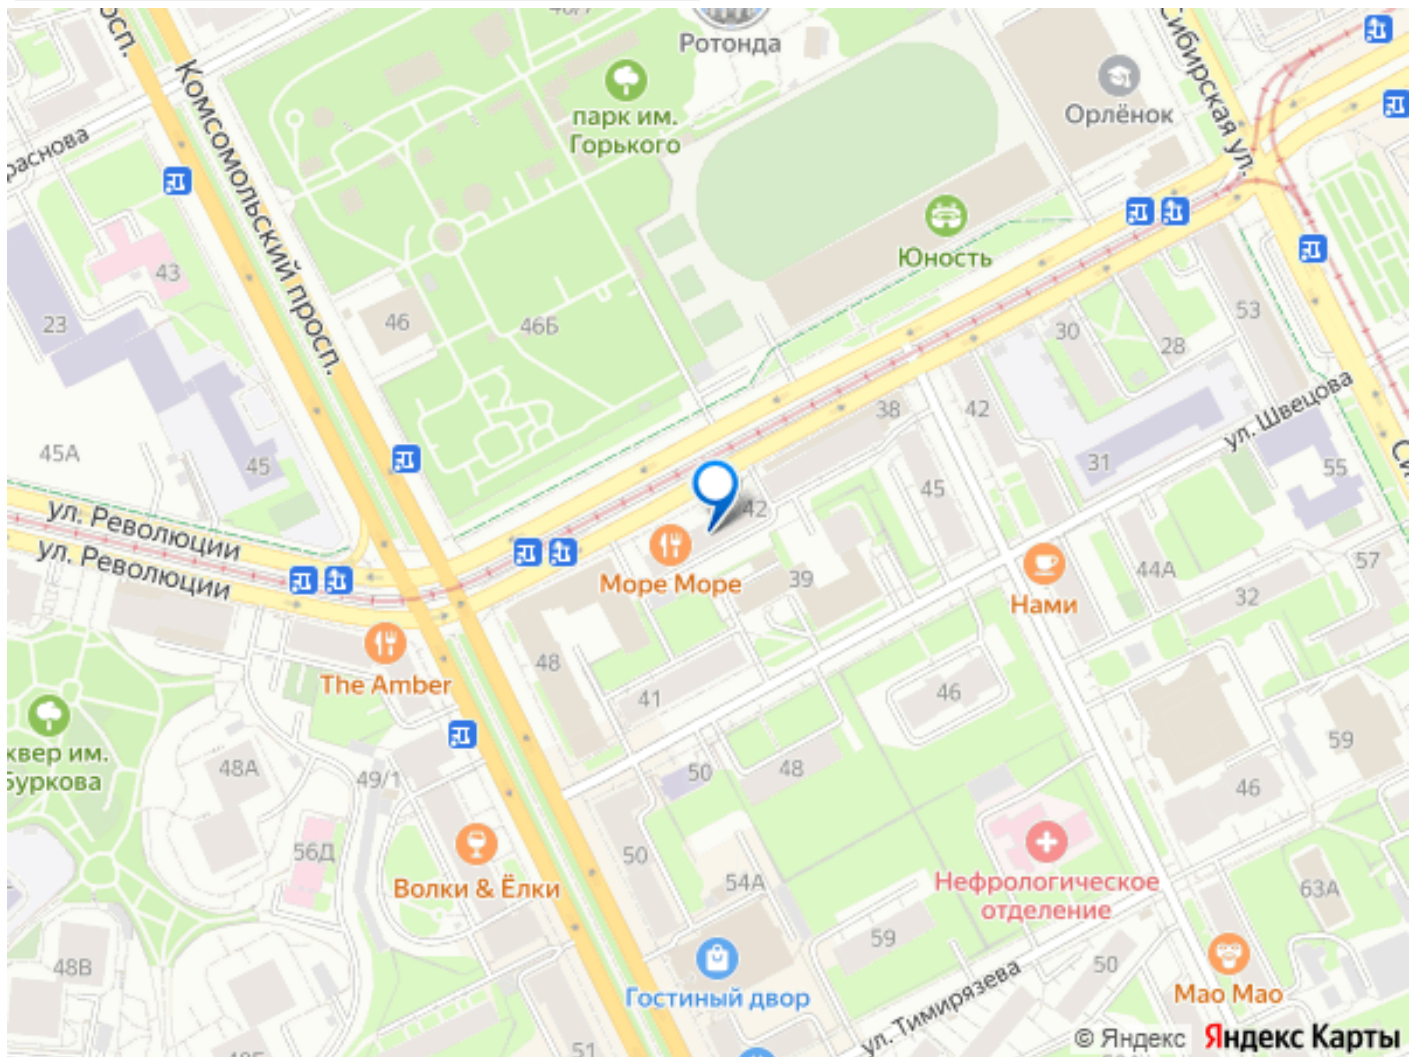 Ротонда
Сибирская ул.
просп.
Комсомольский просп.
парк им.
Горького
Орлёнок
Юность
43
23
46
46Б
45А
45
30
28
53
38
42
ул. Швецова
31
55
45
42
ул. Революции
ул. Революции
Море Море
39
Нами
44А
57
32
The Amber
48
41
46
59
48А
49/1
50
48
46
56Д
50
54А
Волки & Ёлки
Нефрологическое
отделение
63А
59
48В
50
Гостиный двор
ул. Тимирязева
Мао Мао
51
© Яндекс Яндекс Карты